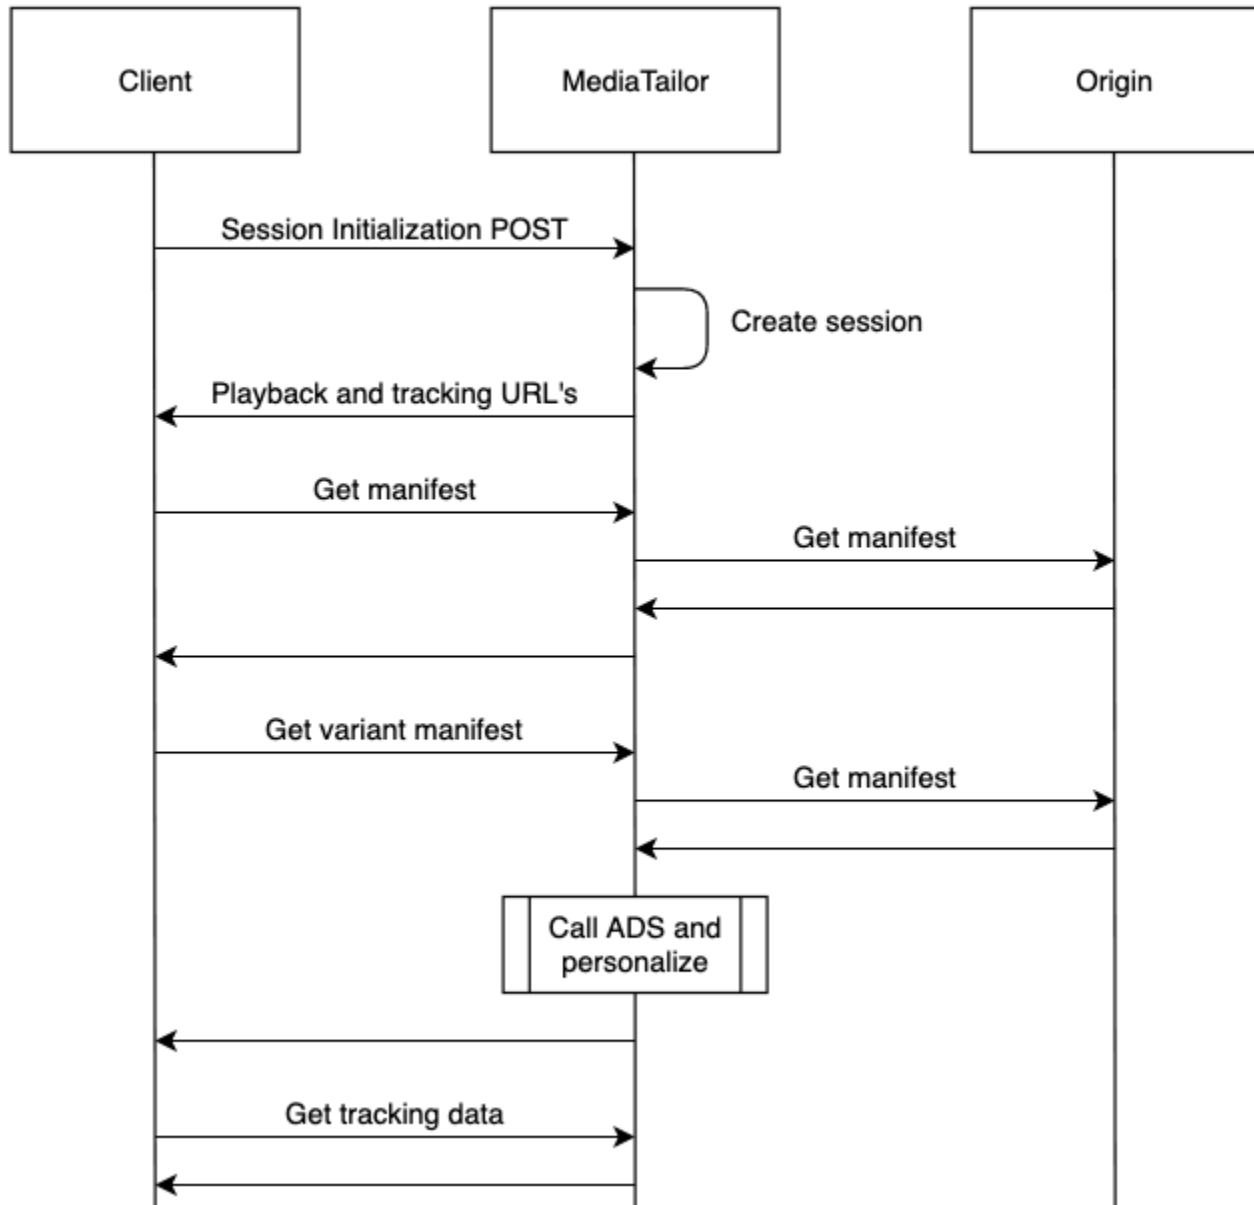 Client
MediaTailor
Origin
Session Initialization POST
Create session
Playback and tracking URL's
Get manifest
Get manifest
Get variant manifest
Get manifest
Call ADS and
personalize
Get tracking data